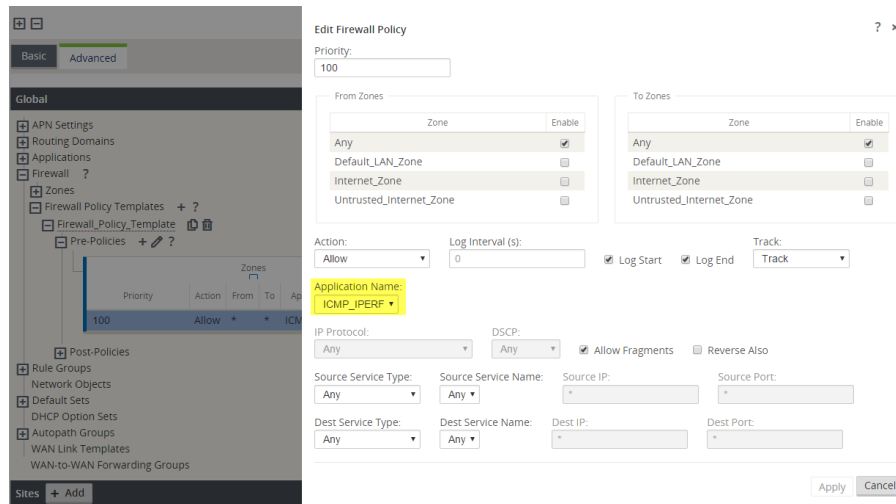 Basic Advanced
Global
APN Settings
Routing Domains
Applications
Firewall ?
Zones
Firewall Policy Templates + ?
Firewall_Policy_Template
Pre-Policies + ?
Zones
Priority Action From To Ap
100 Allow * * ICM
Post-Policies
Rule Groups
Network Objects
Default Sets
DHCP Option Sets
Autopath Groups
WAN Link Templates
WAN-to-WAN Forwarding Groups
Sites + Add
Edit Firewall Policy ?
Priority:
100
From Zones To Zones
Zone Enable Zone Enable
Any Any
Default_LAN_Zone Default_LAN_Zone
Internet_Zone Internet_Zone
Untrusted_Internet_Zone Untrusted_Internet_Zone
Action: Log Interval (s): Track:
Allow 0 Log Start Log End Track
Application Name:
ICMP_IPERF
IP Protocol: DSCP:
Any Any Allow Fragments Reverse Also
Source Service Type: Source Service Name: Source IP: Source Port:
Any Any * *
Dest Service Type: Dest Service Name: Dest IP: Dest Port:
Any Any * *
Apply Cancel